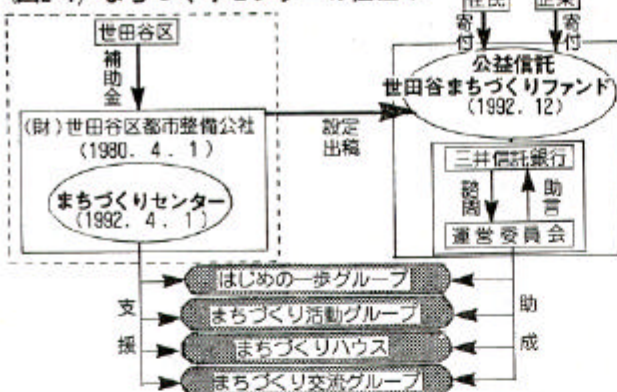 世田谷区
補助金
(財)世田谷区都市整備公社
(1980.4.1)
まちづくりセンター
(1992.4.1)
設定
出稿
住民
企業
寄付
寄付
公益信託
世田谷まちづくりファンド
(1992.12)
三井信託銀行
諮問
助言
運営委員会
支援
助成
はじめの一歩グループ
まちづくり活動グループ
まちづくりハウス
まちづくり交流グループ